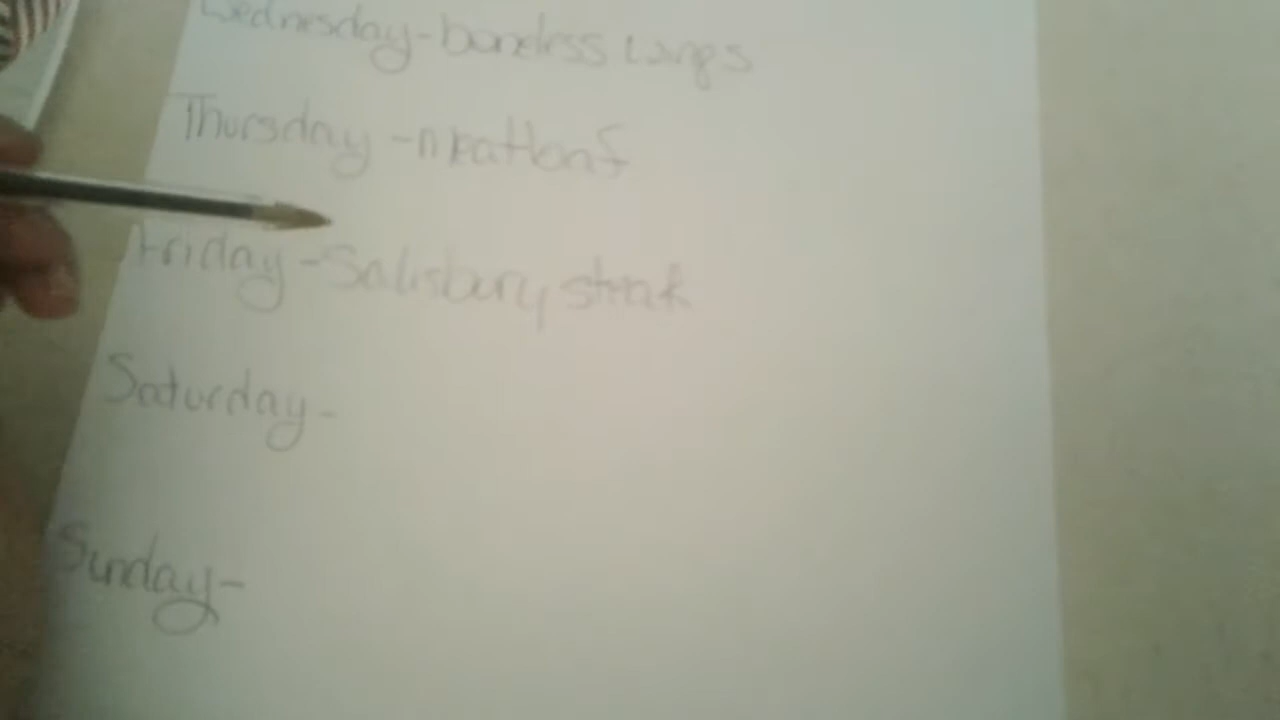 Wednesday-boneless wings
Thursday -meatloaf
Friday -Salisbury steak
Saturday-
Sunday-